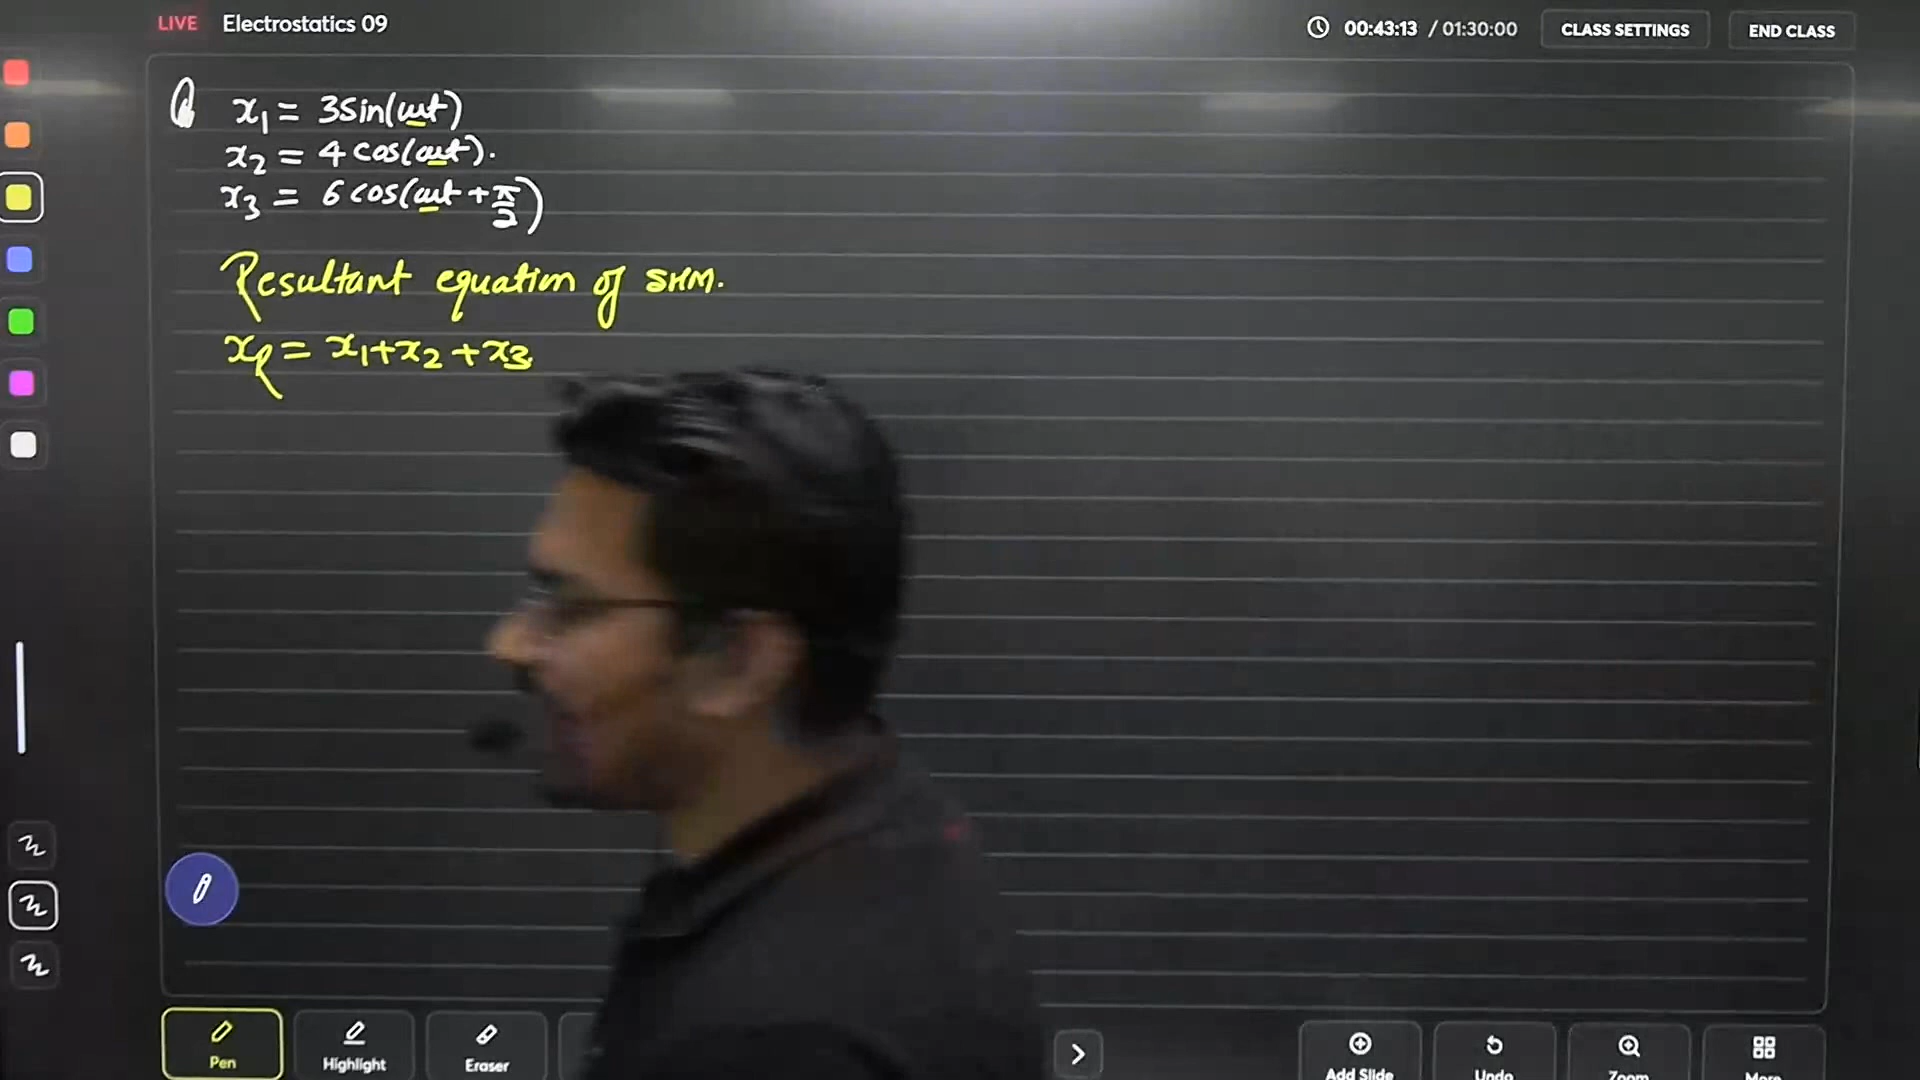 LIVE Electrostatics 09 00:43:13 / 01:30:00 CLASS SETTINGS END CLASS
Q x₁ = 3sin(ωt)
x₂ = 4cos(ωt).
x₃ = 6cos(ωt + π/2)
Resultant equation of SHM.
x_R = x₁+x₂+x₃
Pen Highlight Eraser Add Slide Undo Zoom More